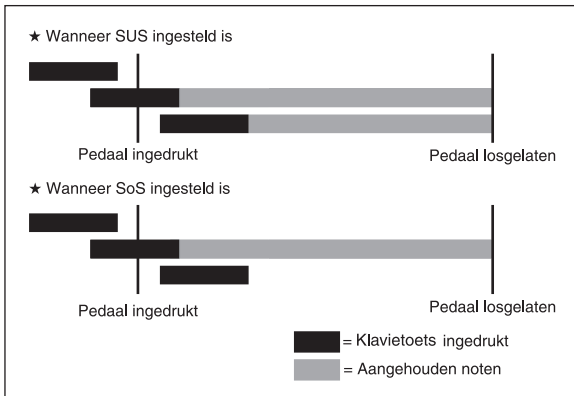 ★ Wanneer SUS ingesteld is
Pedaal ingedrukt
Pedaal losgelaten
★ Wanneer SoS ingesteld is
Pedaal ingedrukt
Pedaal losgelaten
= Klavietoets ingedrukt
= Aangehouden noten